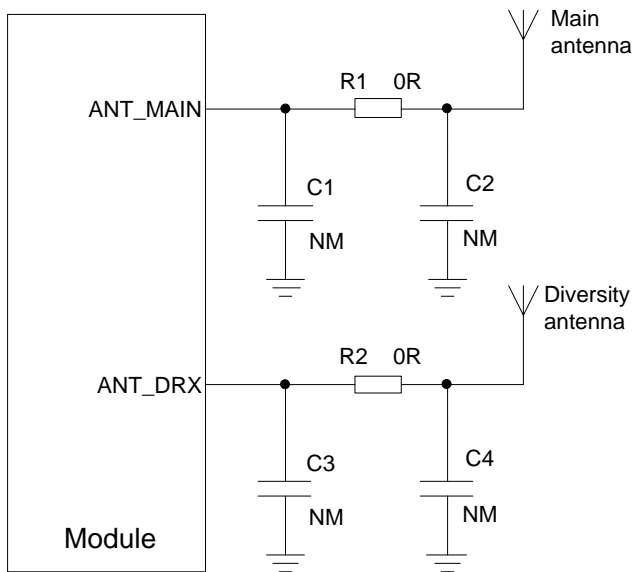 Main
antenna
R1 0R
ANT_MAIN
C1
NM
C2
NM
Diversity
antenna
R2 0R
ANT_DRX
C3
NM
C4
NM
Module